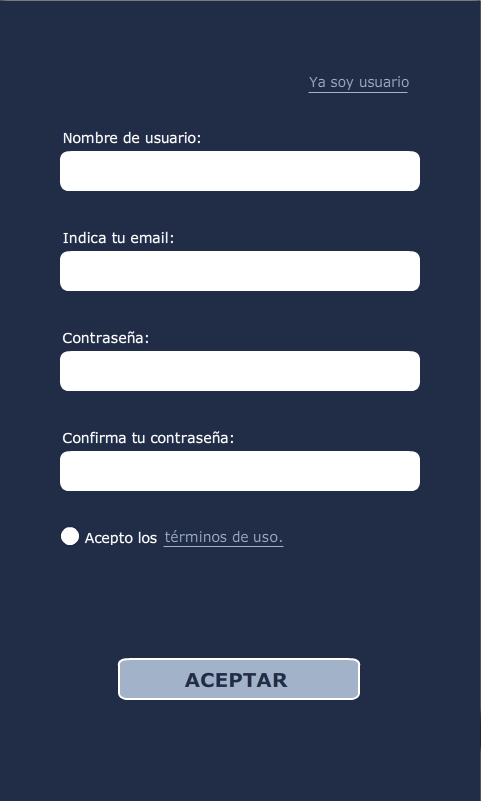 Ya soy usuario
Nombre de usuario:
Indica tu email:
Contraseña:
Confirma tu contraseña:
Acepto los términos de uso.
ACEPTAR